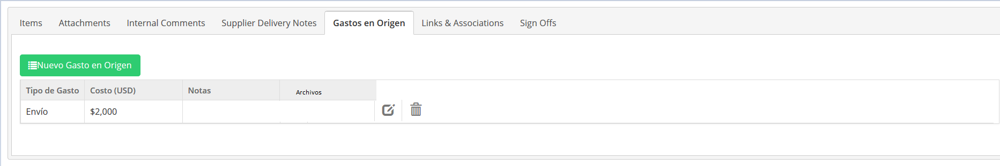 Items Attachments Internal Comments Supplier Delivery Notes Gastos en Origen Links & Associations Sign Offs
Nuevo Gasto en Origen
Tipo de Gasto Costo (USD) Notas Archivos
Envío $2,000